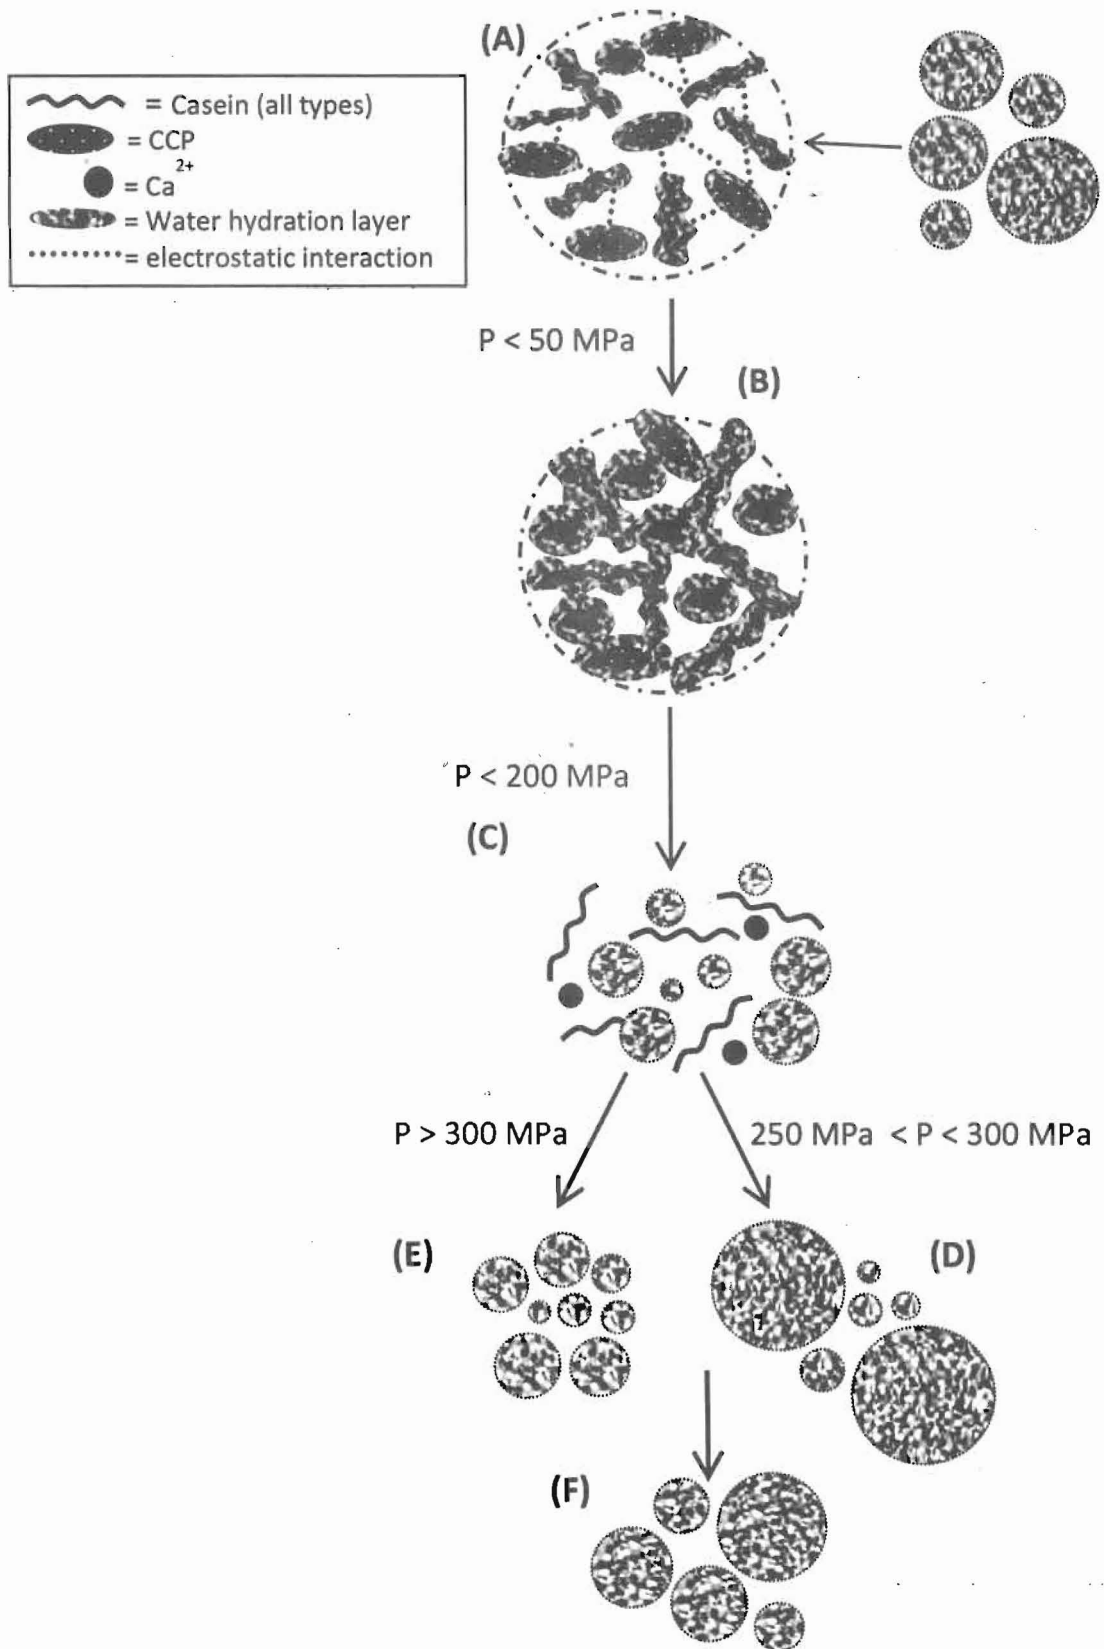 (A)
= Casein (all types)
= CCP
= Ca2+
= Water hydration layer
= electrostatic interaction
P < 50 MPa
(B)
P < 200 MPa
(C)
P > 300 MPa
250 MPa < P < 300 MPa
(E)
(D)
(F)